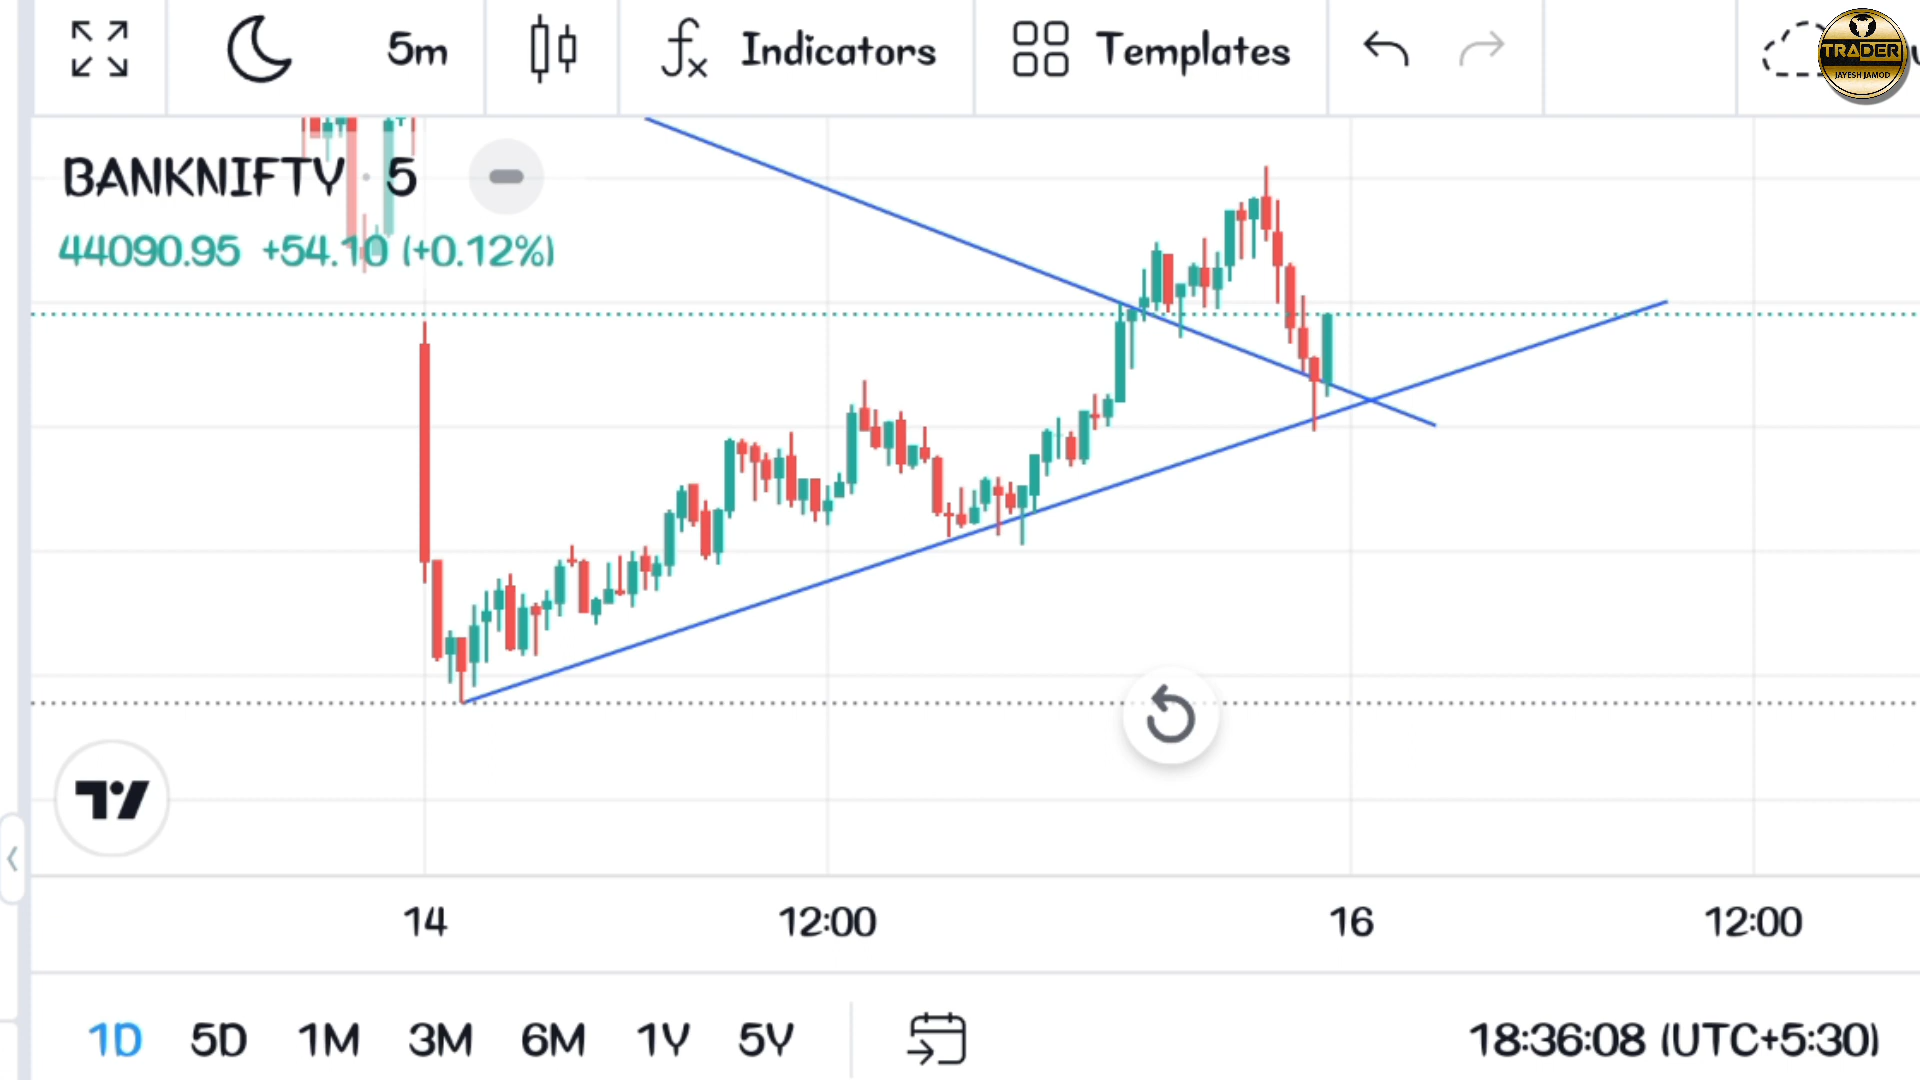 5m Indicators Templates
TRADER
JAYESH JAMOD
BANKNIFTY · 5
44090.95 +54.10 (+0.12%)
14 12:00 16 12:00
1D 5D 1M 3M 6M 1Y 5Y 18:36:08 (UTC+5:30)